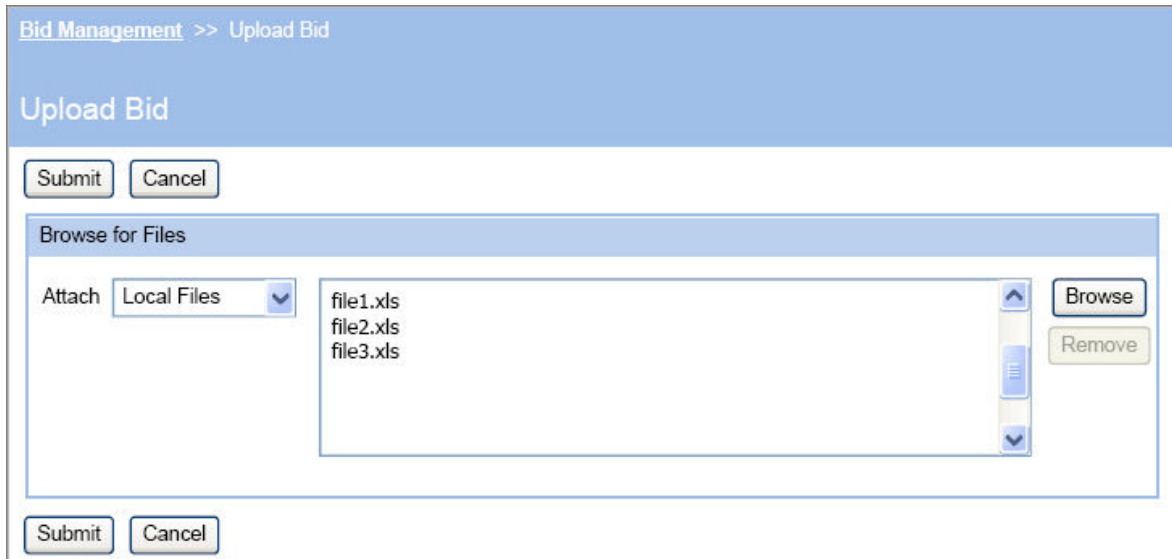 Bid Management >> Upload Bid
Upload Bid
Submit Cancel
Browse for Files
Attach Local Files
file1.xls
file2.xls
file3.xls
Browse
Remove
Submit Cancel